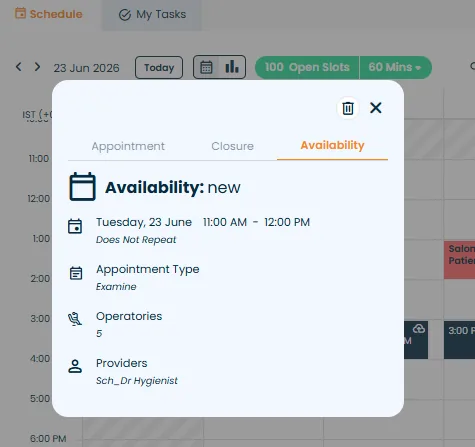 Schedule
My Tasks
23 Jun 2026
Today
100 Open Slots
60 Mins
IST
11:00
12:00
1:00
2:00
3:00
4:00
5:00
6:00 PM
Appointment
Closure
Availability
Availability: new
Tuesday, 23 June 11:00 AM - 12:00 PM
Does Not Repeat
Appointment Type
Examine
Operatories
5
Providers
Sch_Dr Hygienist
Salon
Patie
M
3:00 P